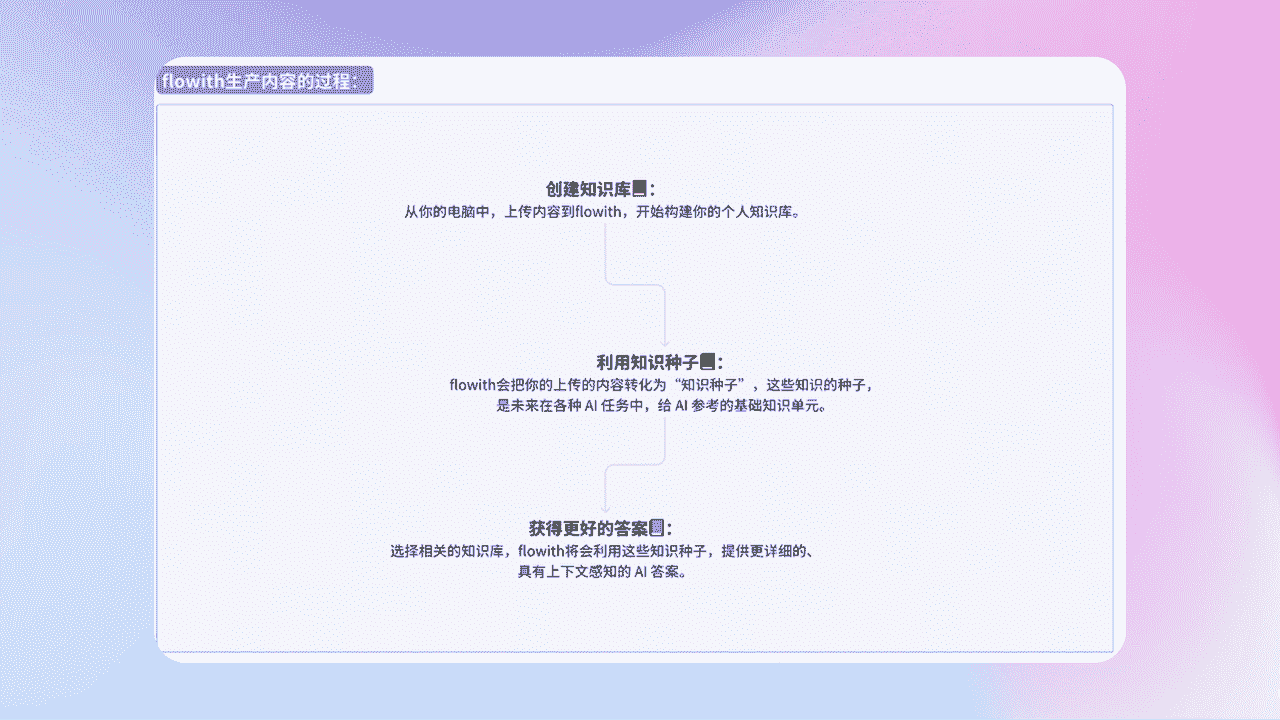 flowith生产内容的过程：
创建知识库：
从你的电脑中，上传内容到flowith，开始构建你的个人知识库。
利用知识种子：
flowith会把你的上传的内容转化为“知识种子”，这些知识的种子，
是未来在各种 AI 任务中，给 AI 参考的基础知识单元。
获得更好的答案：
选择相关的知识库，flowith将会利用这些知识种子，提供更详细的、
具有上下文感知的 AI 答案。